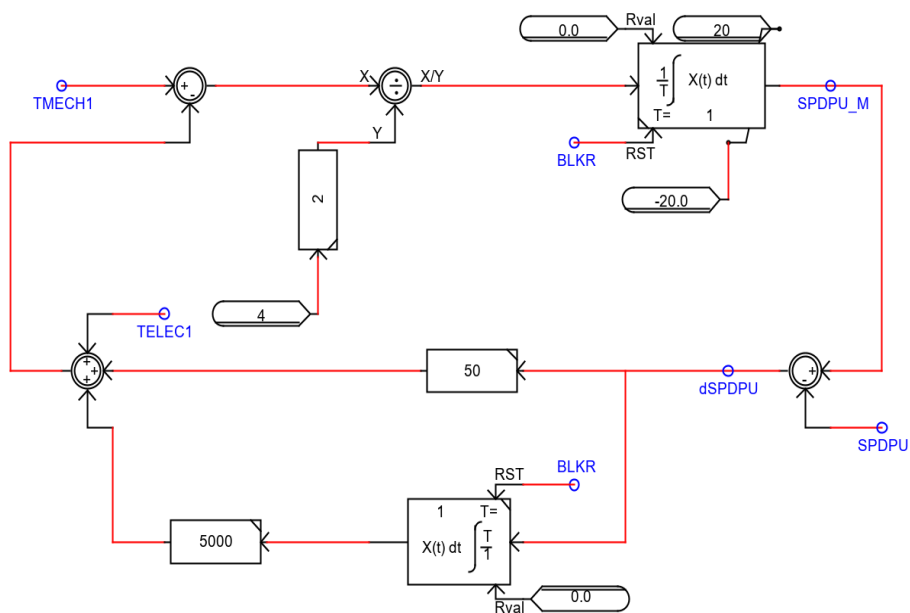 Rval
0.0
20
X
X/Y
1
T
X(t) dt
T=
1
TMECH1
+
-
÷
SPDPU_M
Y
BLKR
RST
2
-20.0
4
TELEC1
+
+
+
50
dSPDPU
+
-
SPDPU
RST
BLKR
1
T=
5000
X(t) dt
T
1
Rval
0.0